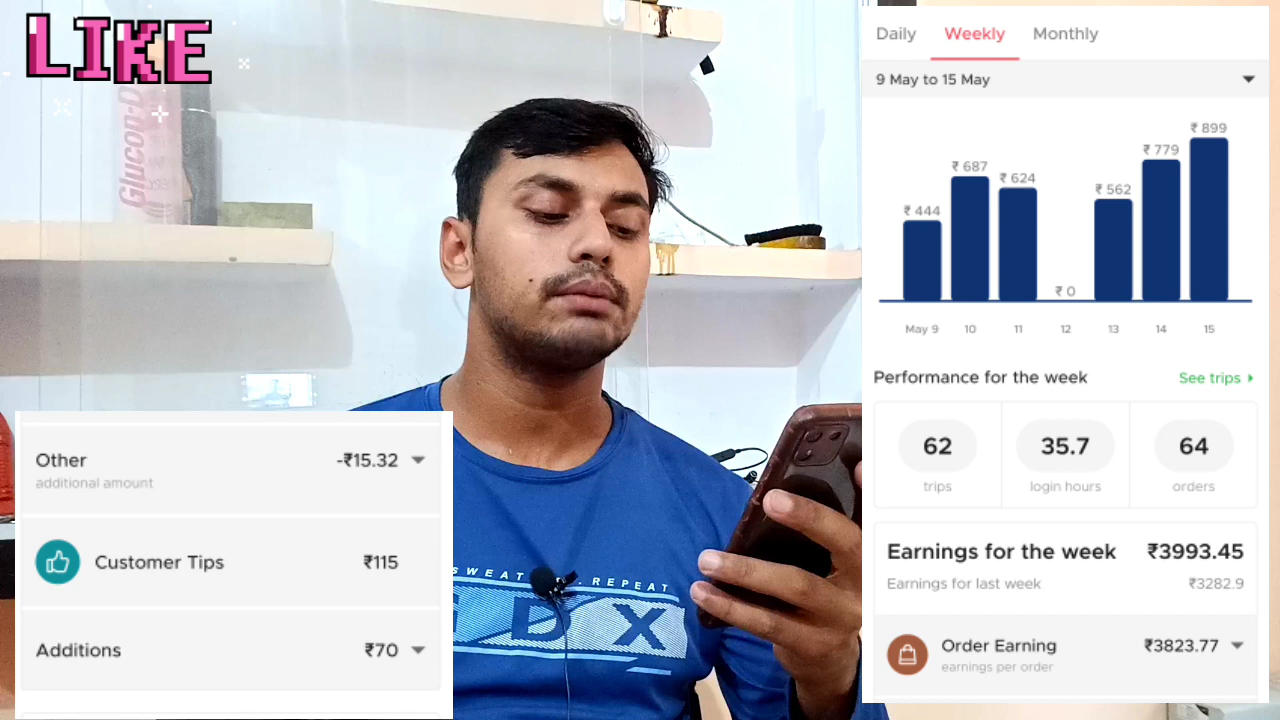 LIKE
Glucon-D
SWEAT
REPEAT
DX
Other
-₹15.32
additional amount
Customer Tips
₹115
Additions
₹70
Daily
Weekly
Monthly
9 May to 15 May
₹ 444
₹ 687
₹ 624
₹ 0
₹ 562
₹ 779
₹ 899
May 9
10
11
12
13
14
15
Performance for the week
See trips
62
35.7
64
trips
login hours
orders
Earnings for the week
₹3993.45
Earnings for last week
₹3282.9
Order Earning
₹3823.77
earnings per order